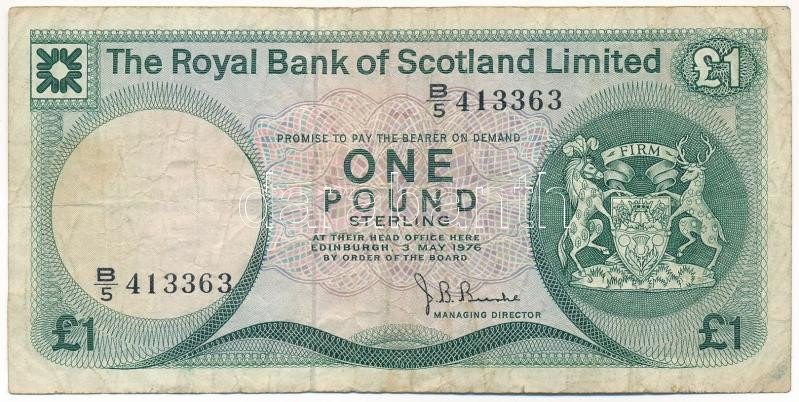 The Royal Bank of Scotland Limited
£1
B/5 413363
PROMISE TO PAY THE BEARER ON DEMAND
FIRM
ONE
POUND
STERLING
AT THEIR HEAD OFFICE HERE
EDINBURGH, 3 MAY 1976
BY ORDER OF THE BOARD
B/5 413363
J. B. Burke
MANAGING DIRECTOR
£1
£1
darabanth